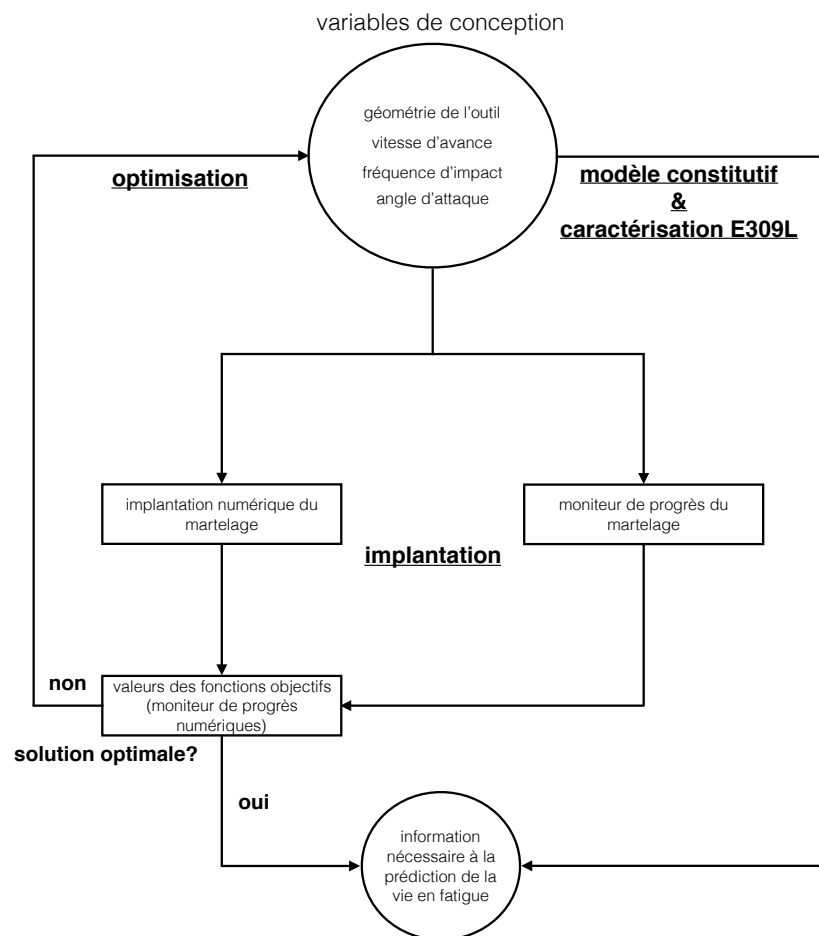 variables de conception
géométrie de l'outil
vitesse d'avance
fréquence d'impact
angle d'attaque
optimisation
modèle constitutif
&
caractérisation E309L
implantation numérique du
martelage
moniteur de progrès du
martelage
implantation
non
valeurs des fonctions objectifs
(moniteur de progrès
numériques)
solution optimale?
oui
information
nécessaire à la
prédiction de la
vie en fatigue